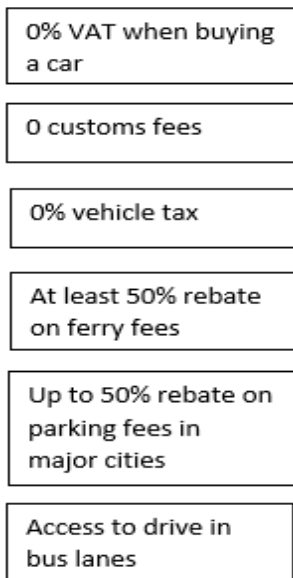 0% VAT when buying
a car
0 customs fees
0% vehicle tax
At least 50% rebate
on ferry fees
Up to 50% rebate on
parking fees in
major cities
Access to drive in
bus lanes